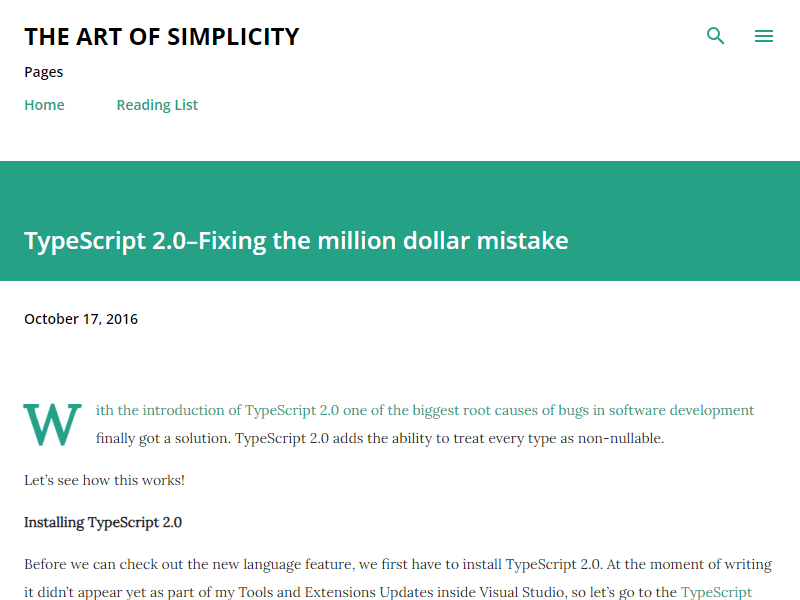 THE ART OF SIMPLICITY
Pages
Home Reading List
TypeScript 2.0–Fixing the million dollar mistake
October 17, 2016
With the introduction of TypeScript 2.0 one of the biggest root causes of bugs in software development
finally got a solution. TypeScript 2.0 adds the ability to treat every type as non-nullable.
Let’s see how this works!
Installing TypeScript 2.0
Before we can check out the new language feature, we first have to install TypeScript 2.0. At the moment of writing
it didn’t appear yet as part of my Tools and Extensions Updates inside Visual Studio, so let’s go to the TypeScript